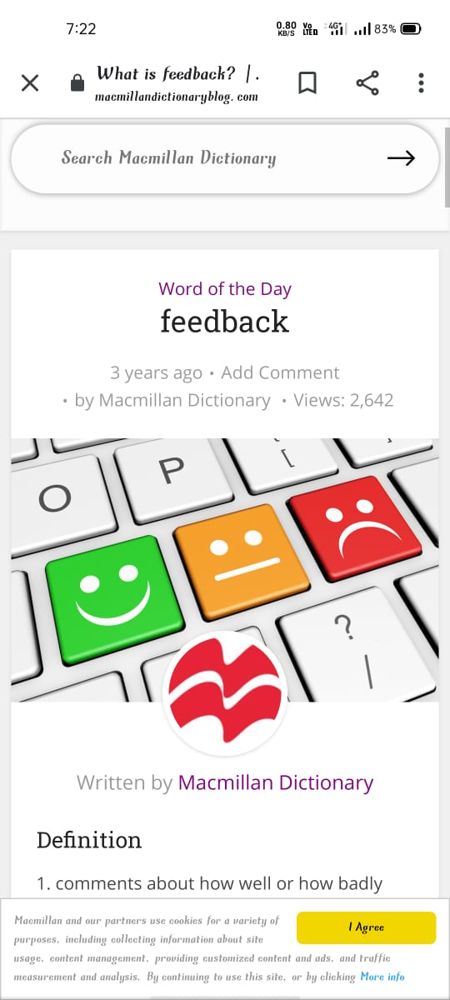 7:22
0.80 KB/S Vo LTE 4G+ 83%
What is feedback? | .
macmillandictionaryblog.com
Search Macmillan Dictionary
Word of the Day
feedback
3 years ago • Add Comment
• by Macmillan Dictionary • Views: 2,642
O P [
?
/
Written by Macmillan Dictionary
Definition
1. comments about how well or how badly
Macmillan and our partners use cookies for a variety of
purposes, including collecting information about site
usage, content management, providing customized content and ads, and traffic
measurement and analysis. By continuing to use this site, or by clicking More info
I Agree